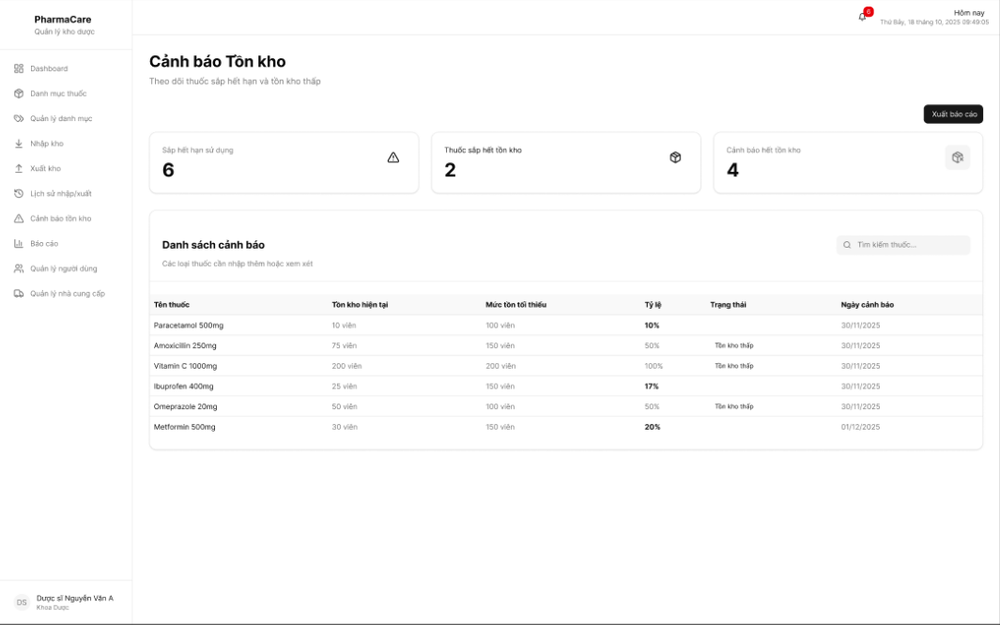 PharmaCare
Quản lý kho dược
Dashboard
Danh mục thuốc
Quản lý danh mục
Nhập kho
Xuất kho
Lịch sử nhập/xuất
Cảnh báo tồn kho
Báo cáo
Quản lý người dùng
Quản lý nhà cung cấp
DS
Dược sĩ Nguyễn Văn A
Khoa Dược
6
Hôm nay
Thứ Bảy, 18 tháng 10, 2025 09:49:05
Cảnh báo Tồn kho
Theo dõi thuốc sắp hết hạn và tồn kho thấp
Xuất báo cáo
Sắp hết hạn sử dụng
6
Thuốc sắp hết tồn kho
2
Cảnh báo hết tồn kho
4
Danh sách cảnh báo
Các loại thuốc cần nhập thêm hoặc xem xét
Tìm kiếm thuốc...
Tên thuốc Tồn kho hiện tại Mức tồn tối thiểu Tỷ lệ Trạng thái Ngày cảnh báo
Paracetamol 500mg 10 viên 100 viên 10% 30/11/2025
Amoxicillin 250mg 75 viên 150 viên 50% Tồn kho thấp 30/11/2025
Vitamin C 1000mg 200 viên 200 viên 100% Tồn kho thấp 30/11/2025
Ibuprofen 400mg 25 viên 150 viên 17% 30/11/2025
Omeprazole 20mg 50 viên 100 viên 50% Tồn kho thấp 30/11/2025
Metformin 500mg 30 viên 150 viên 20% 01/12/2025